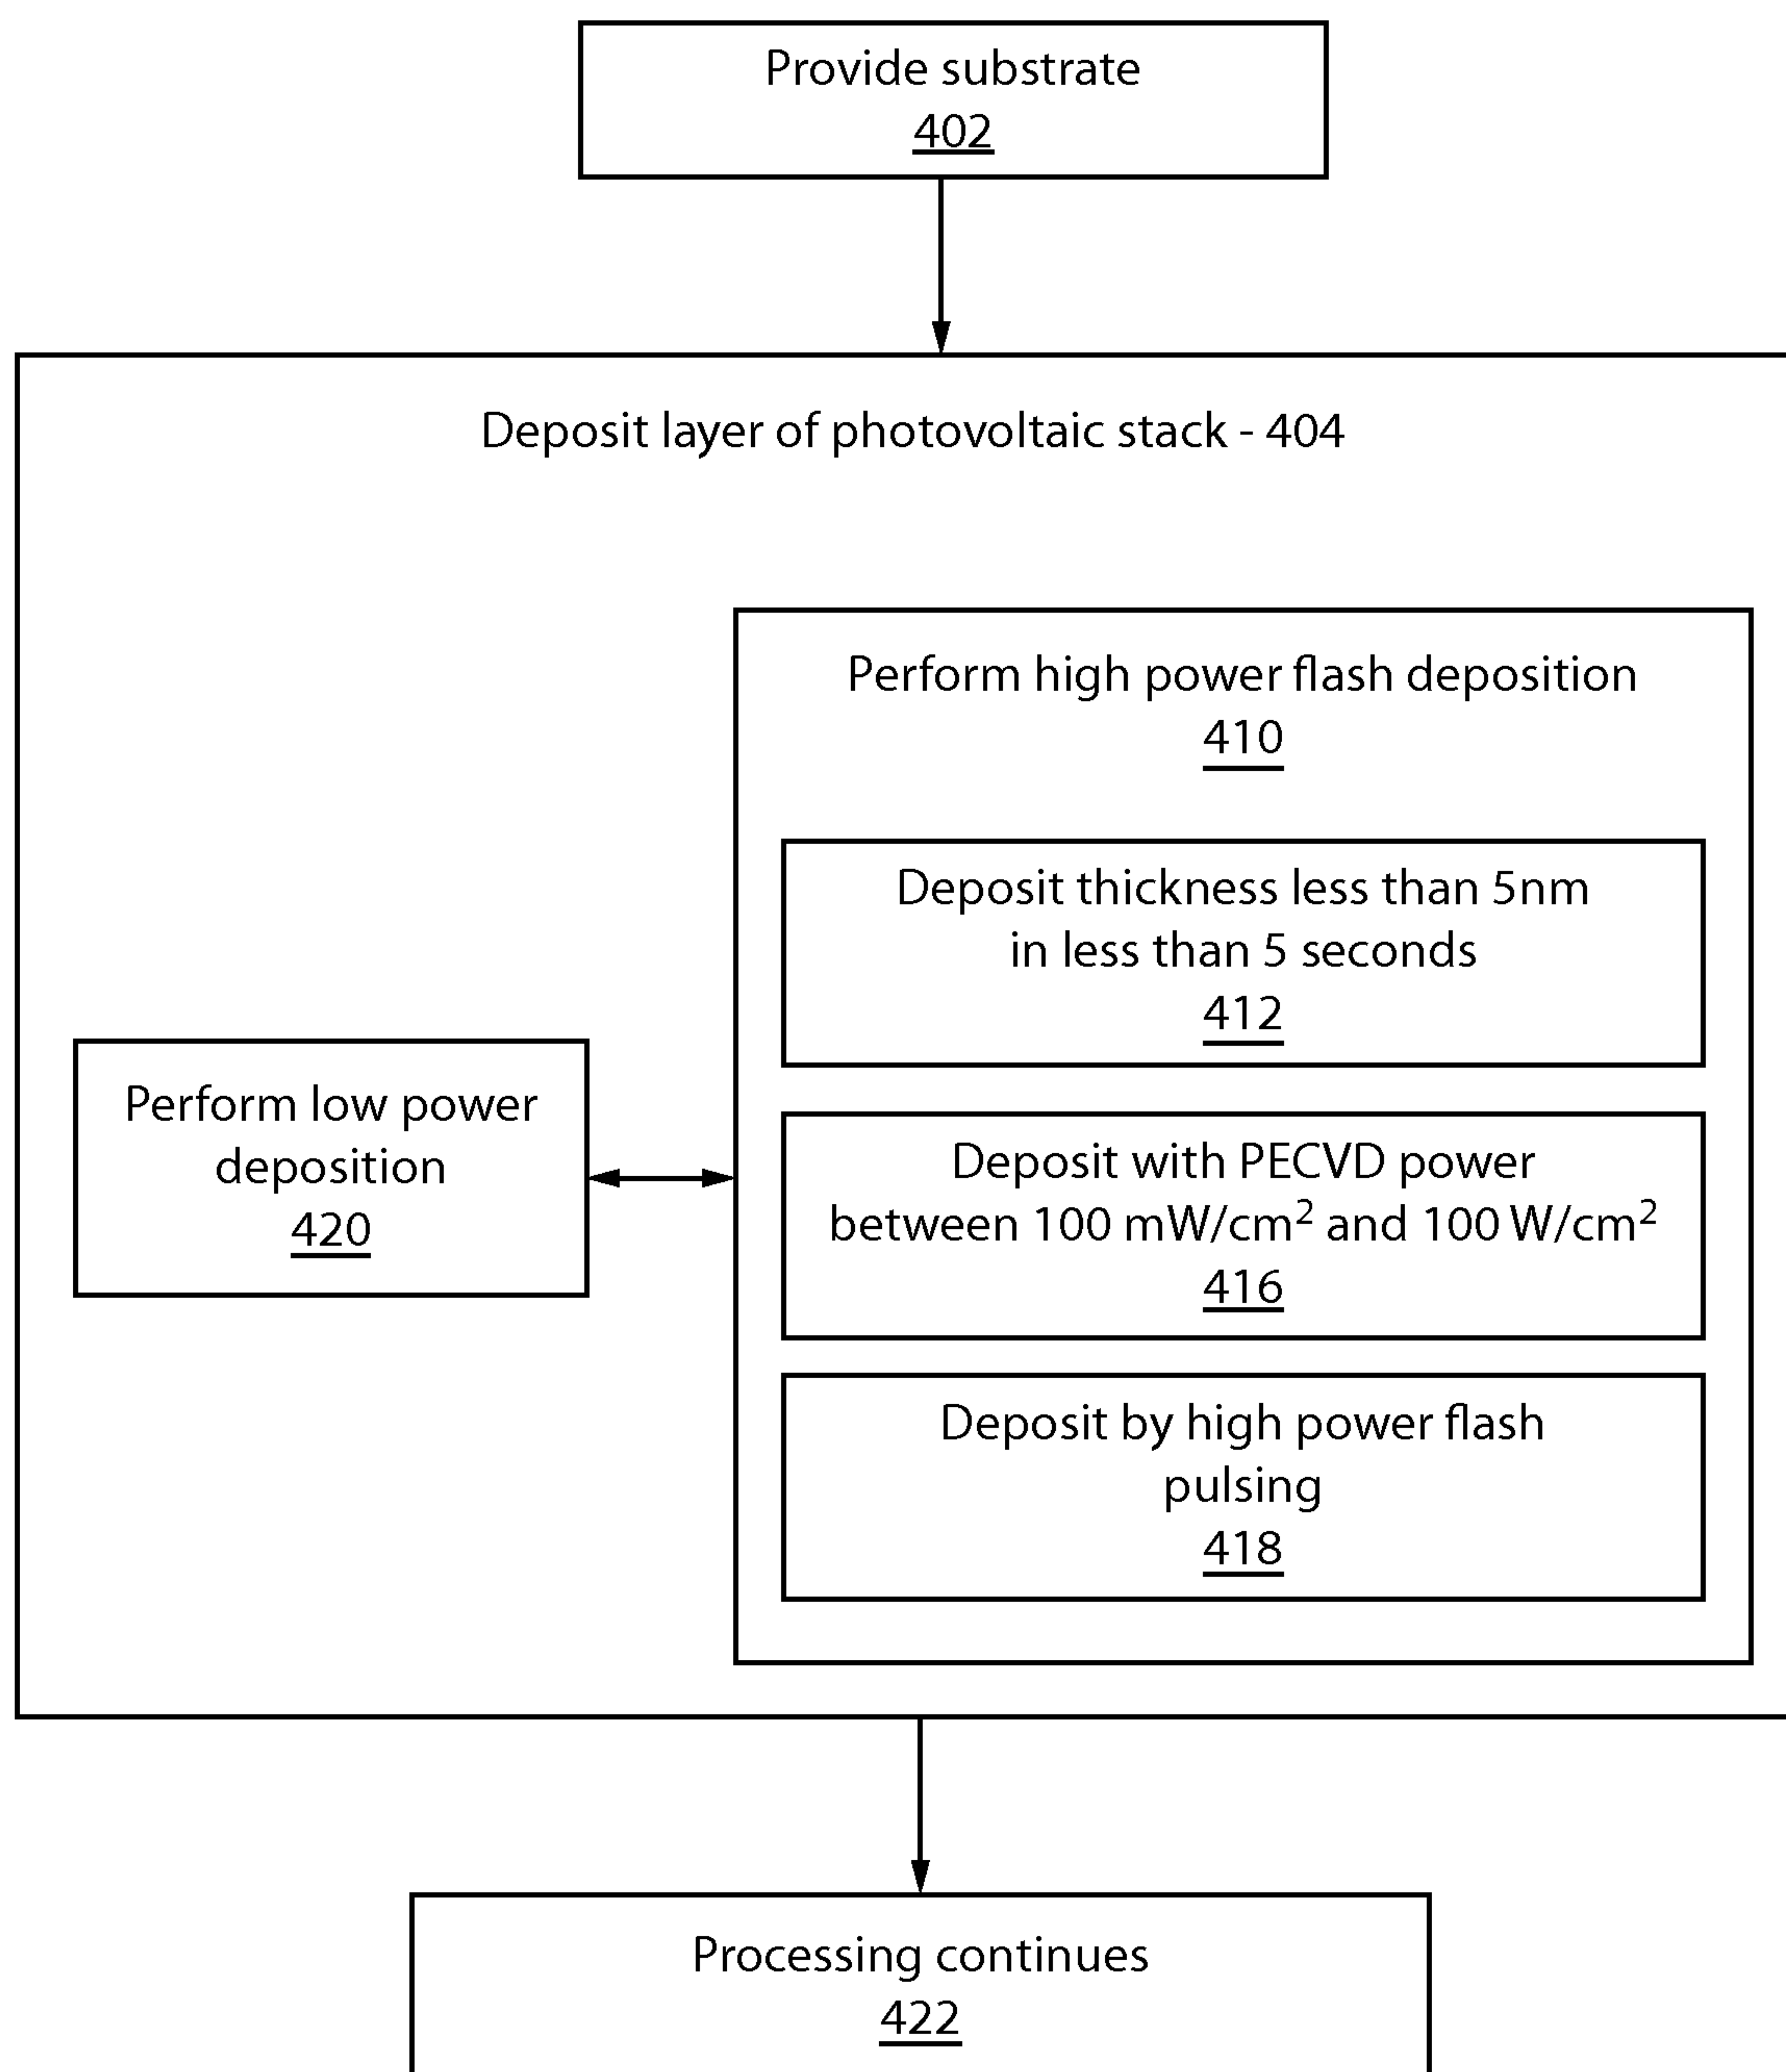 Provide substrate
402
Deposit layer of photovoltaic stack - 404
Perform high power flash deposition
410
Deposit thickness less than 5nm
in less than 5 seconds
412
Perform low power
deposition
420
Deposit with PECVD power
between 100 mW/cm² and 100 W/cm²
416
Deposit by high power flash
pulsing
418
Processing continues
422